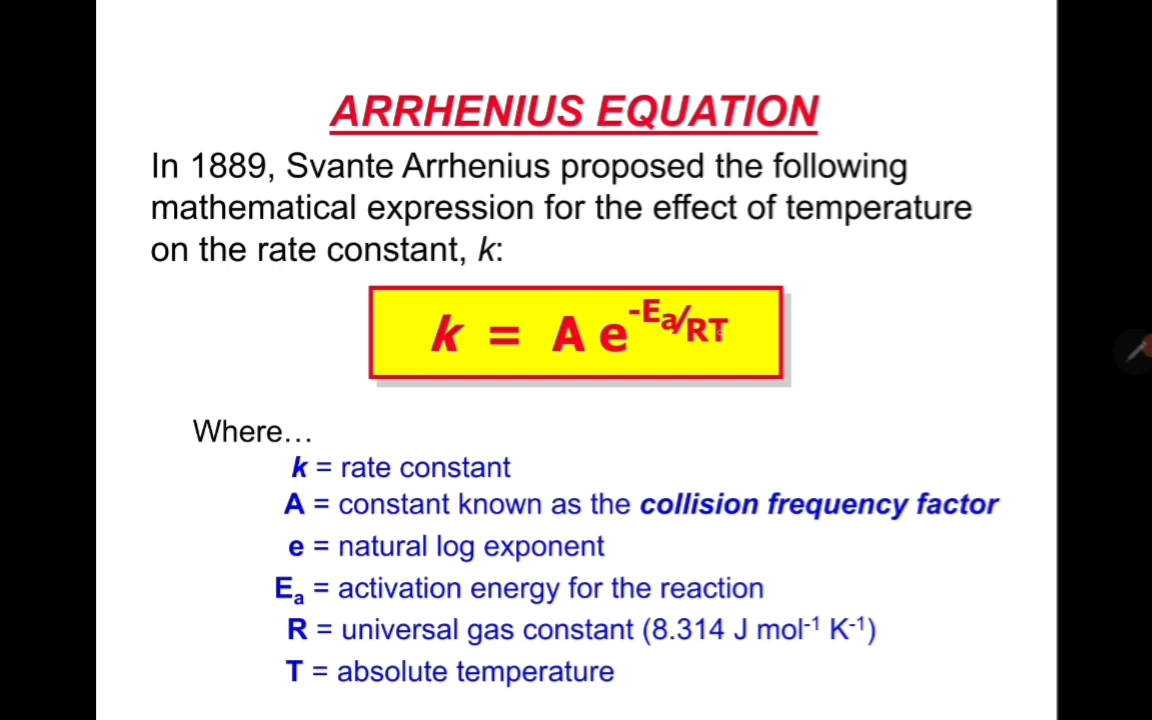 ARRHENIUS EQUATION
In 1889, Svante Arrhenius proposed the following
mathematical expression for the effect of temperature
on the rate constant, k:
k = A e^-Ea/RT
Where…
k = rate constant
A = constant known as the collision frequency factor
e = natural log exponent
Eₐ = activation energy for the reaction
R = universal gas constant (8.314 J mol⁻¹ K⁻¹)
T = absolute temperature